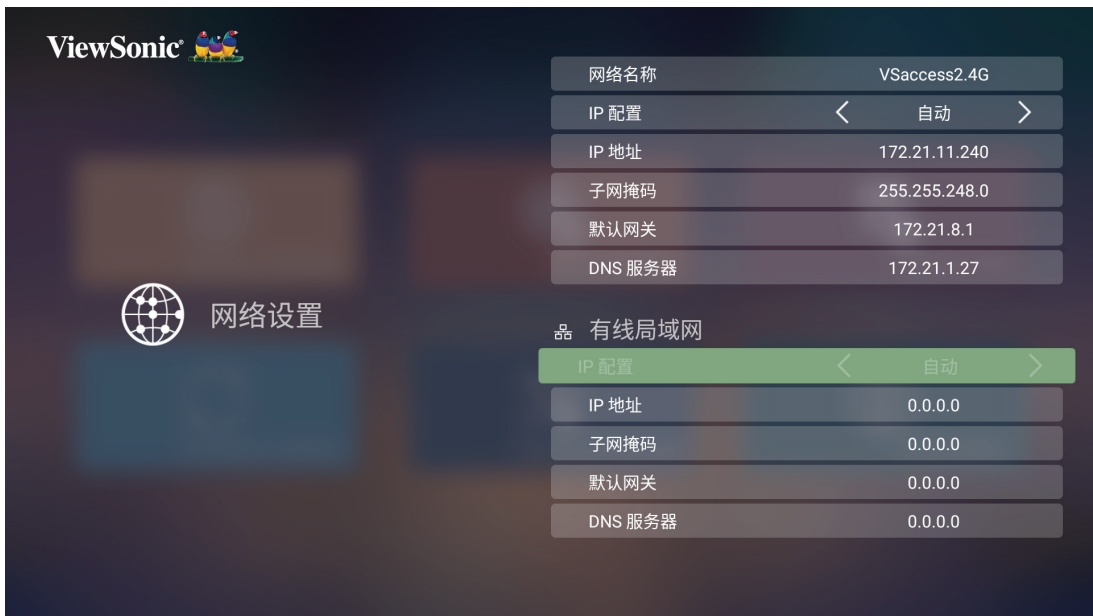 ViewSonic®
网络名称 VSaccess2.4G
IP 配置 自动
IP 地址 172.21.11.240
子网掩码 255.255.248.0
默认网关 172.21.8.1
DNS 服务器 172.21.1.27
网络设置
有线局域网
IP 配置 自动
IP 地址 0.0.0.0
子网掩码 0.0.0.0
默认网关 0.0.0.0
DNS 服务器 0.0.0.0